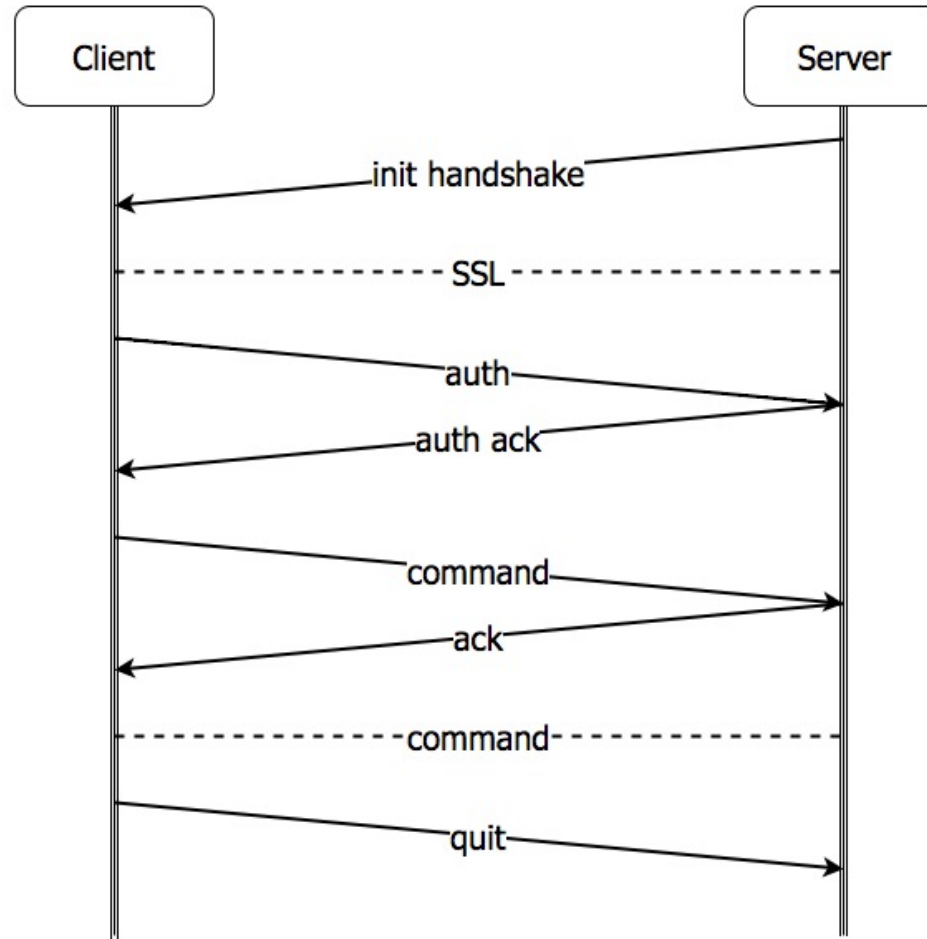 Client
Server
init handshake
SSL
auth
auth ack
command
ack
command
quit